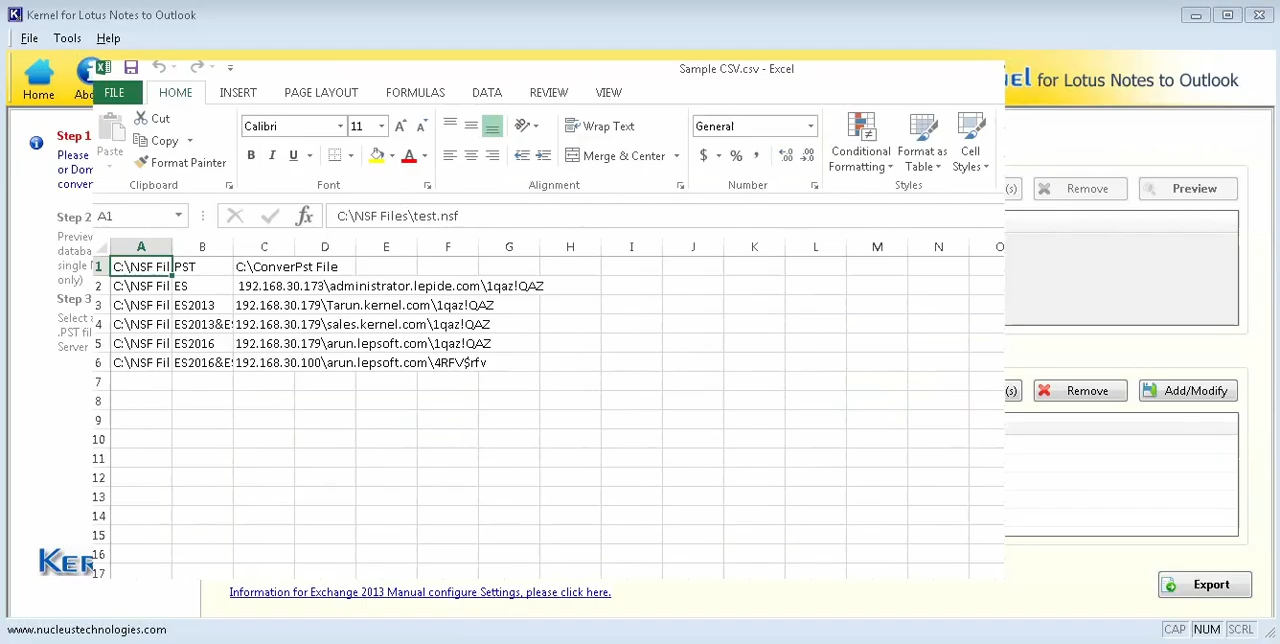 Kernel for Lotus Notes to Outlook
File Tools Help
Sample CSV.csv - Excel
Home
FILE HOME INSERT PAGE LAYOUT FORMULAS DATA REVIEW VIEW
for Lotus Notes to Outlook
Step 1
Please
Paste
Cut
Copy
Format Painter
Clipboard
Calibri 11
B I U
Font
Wrap Text
Merge & Center
Alignment
General
$ % ,
Number
Conditional Formatting
Format as Table
Cell Styles
Styles
(s) Remove Preview
A1 fx C:\NSF Files\test.nsf
A B C D E F G H I J K L M N O
1 C:\NSF Fil PST C:\ConverPst File
2 C:\NSF Fil ES 192.168.30.173\administrator.lepide.com\1qaz!QAZ
3 C:\NSF Fil ES2013 192.168.30.179\Tarun.kernel.com\1qaz!QAZ
4 C:\NSF Fil ES2013&E 192.168.30.179\sales.kernel.com\1qaz!QAZ
5 C:\NSF Fil ES2016 192.168.30.179\arun.lepsoft.com\1qaz!QAZ
6 C:\NSF Fil ES2016&E 192.168.30.100\arun.lepsoft.com\4RFV$rfv
7
8
9
10
11
12
13
14
15
16
17
or Dom
conver
Step 2
Preview
databas
single
only)
Step 3
Select
.PST fil
Server
(s) Remove Add/Modify
Export
Information for Exchange 2013 Manual configure settings, please click here.
www.nucleustechnologies.com
CAP NUM SCRL